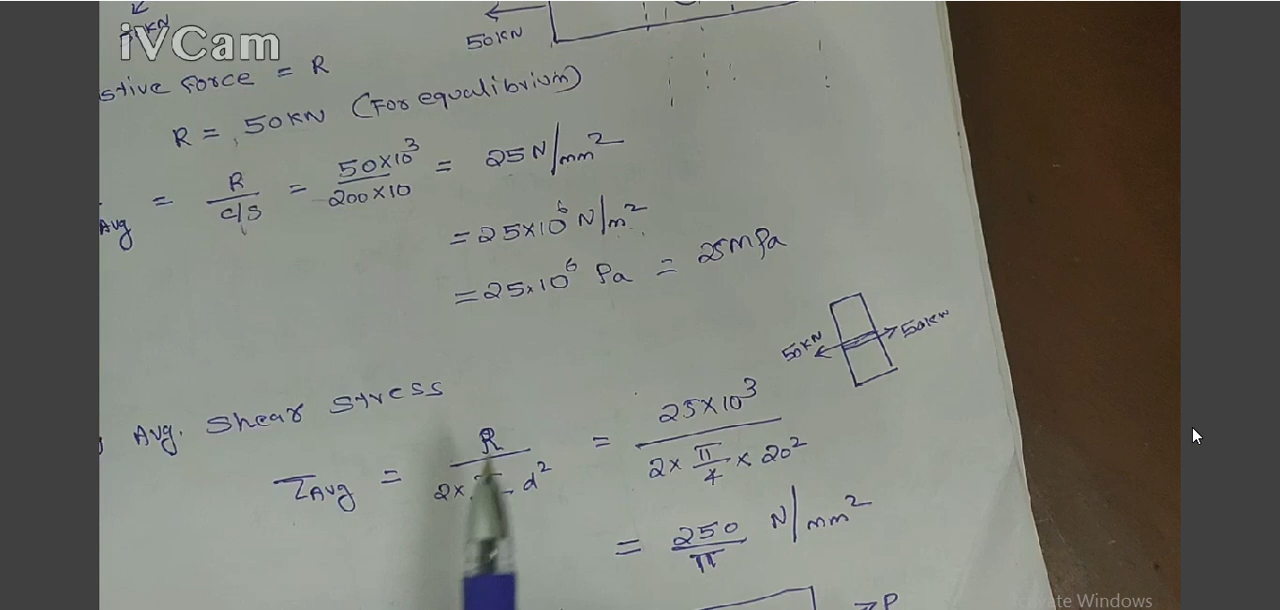 50KN
iVCam
stive Force = R
R = 50KN (For equalibrium)
Avg = R/c/s = 50×10³/200×10 = 25 N/mm²
= 25×10⁶ N/m²
= 25×10⁶ Pa = 25MPa
50KN 50KN
Avg. Shear Stress
τAvg = R/2× d² = 25×10³/2×π/4×20²
= 250/π N/mm²
P
Windows